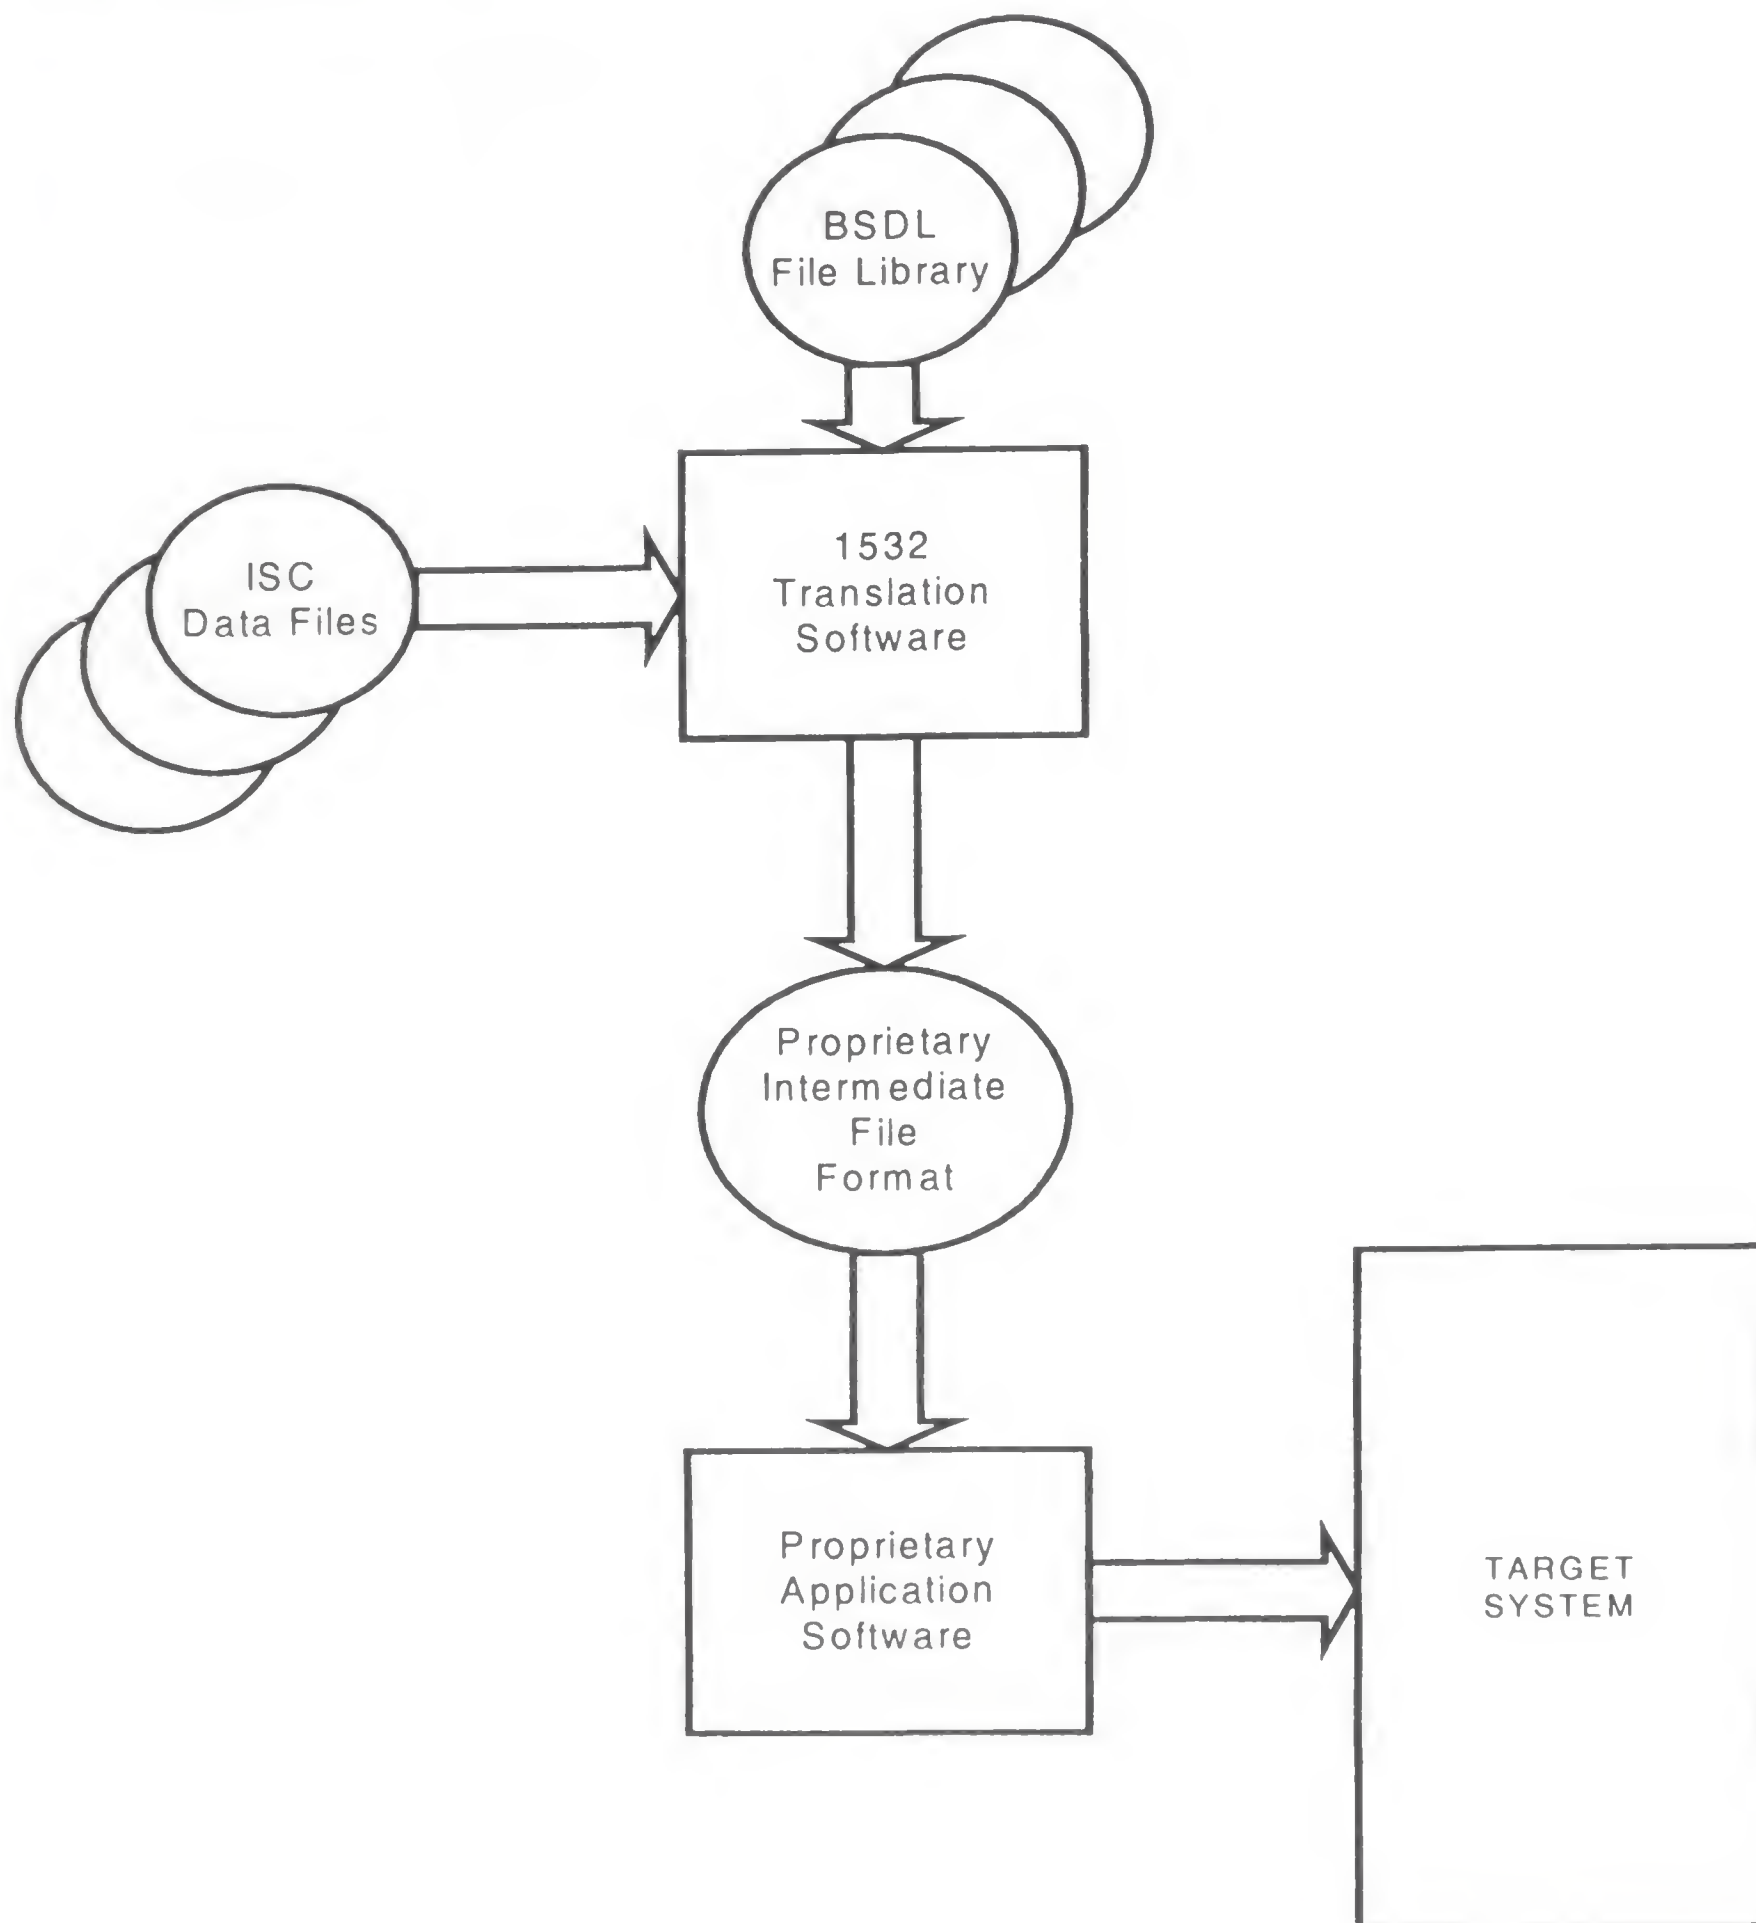 BSDL
File Library
ISC
Data Files
1532
Translation
Software
Proprietary
Intermediate
File
Format
Proprietary
Application
Software
TARGET
SYSTEM